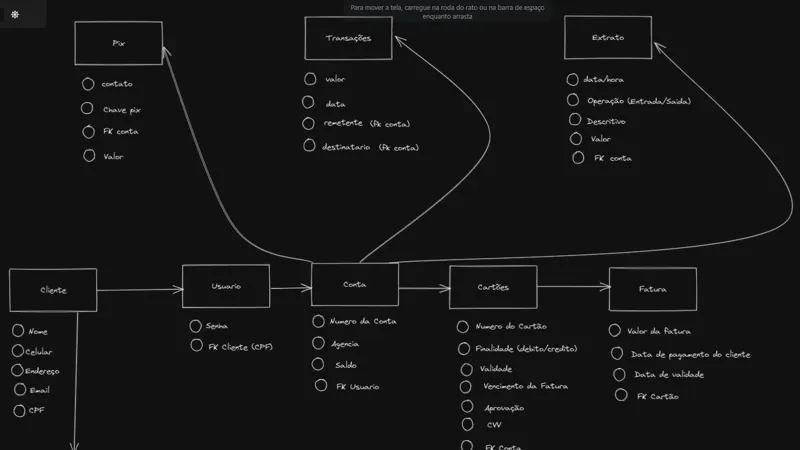 Para mover a tela, carregue na roda do rato ou na barra de espaço
enquanto arrasta
Pix
contato
Chave pix
FK conta
Valor
Transações
valor
data
remetente (fk conta)
destinatario (fk conta)
Extrato
data/hora
Operação (Entrada/Saída)
Descritivo
Valor
FK conta
Cliente
Nome
Celular
Endereço
Email
CPF
Usuario
Senha
FK Cliente (CPF)
Conta
Numero da Conta
Agencia
Saldo
FK Usuario
Cartões
Numero do Cartão
Finalidade (debito/credito)
Validade
Vencimento da Fatura
Aprovação
CVV
FK Conta
Fatura
Valor da fatura
Data de pagamento do cliente
Data de validade
FK Cartão